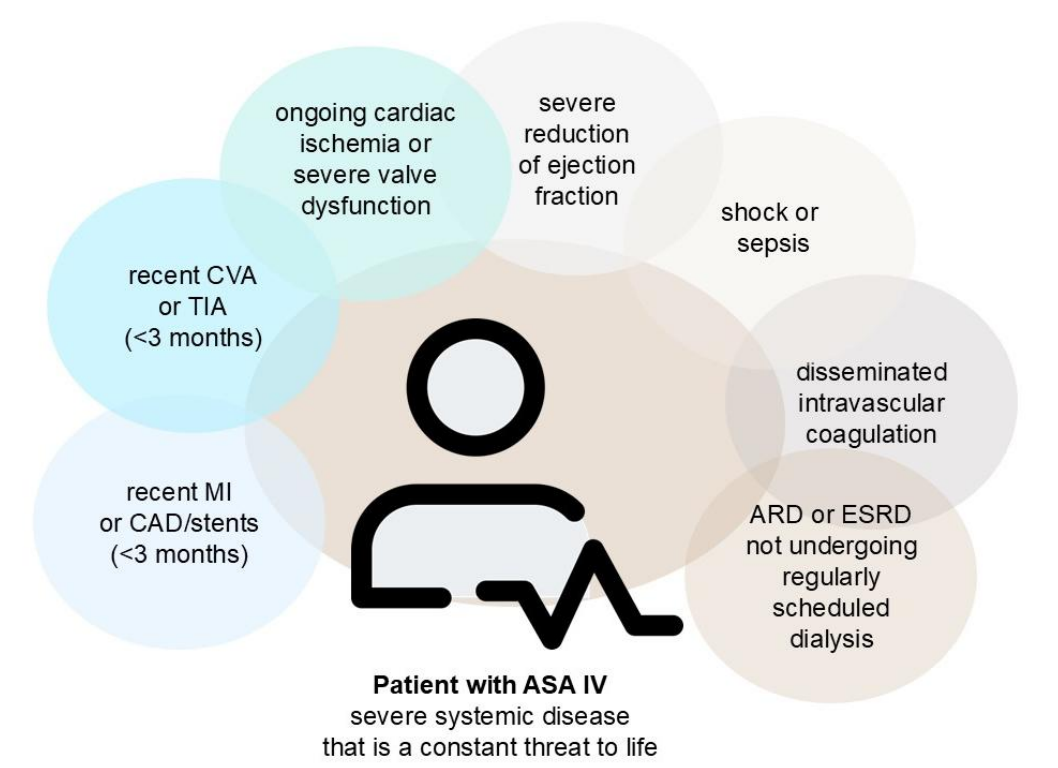 ongoing cardiac
ischemia or
severe valve
dysfunction
severe
reduction
of ejection
fraction
shock or
sepsis
recent CVA
or TIA
(<3 months)
disseminated
intravascular
coagulation
recent MI
or CAD/stents
(<3 months)
ARD or ESRD
not undergoing
regularly
scheduled
dialysis
Patient with ASA IV
severe systemic disease
that is a constant threat to life